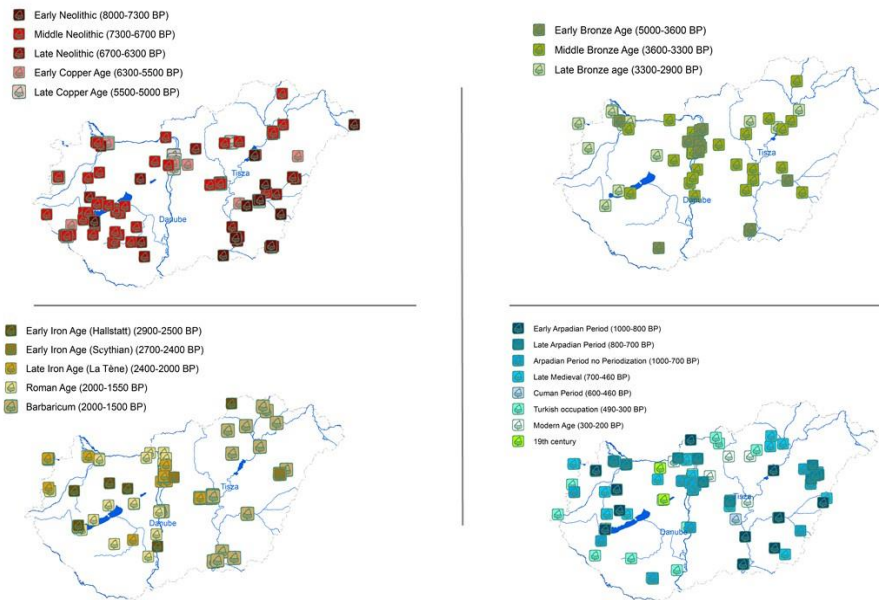 Early Neolithic (8000-7300 BP)
Middle Neolithic (7300-6700 BP)
Late Neolithic (6700-6300 BP)
Early Copper Age (6300-5500 BP)
Late Copper Age (5500-5000 BP)
Tisza
Danube
Early Bronze Age (5000-3600 BP)
Middle Bronze Age (3600-3300 BP)
Late Bronze age (3300-2900 BP)
Tisza
Danube
Early Iron Age (Hallstatt) (2900-2500 BP)
Early Iron Age (Scythian) (2700-2400 BP)
Late Iron Age (La Tène) (2400-2000 BP)
Roman Age (2000-1550 BP)
Barbaricum (2000-1500 BP)
Tisza
Danube
Early Arpadian Period (1000-800 BP)
Late Arpadian Period (800-700 BP)
Arpadian Period no Periodization (1000-700 BP)
Late Medieval (700-460 BP)
Cuman Period (600-460 BP)
Turkish occupation (490-300 BP)
Modern Age (300-200 BP)
19th century
Tisza
Danube